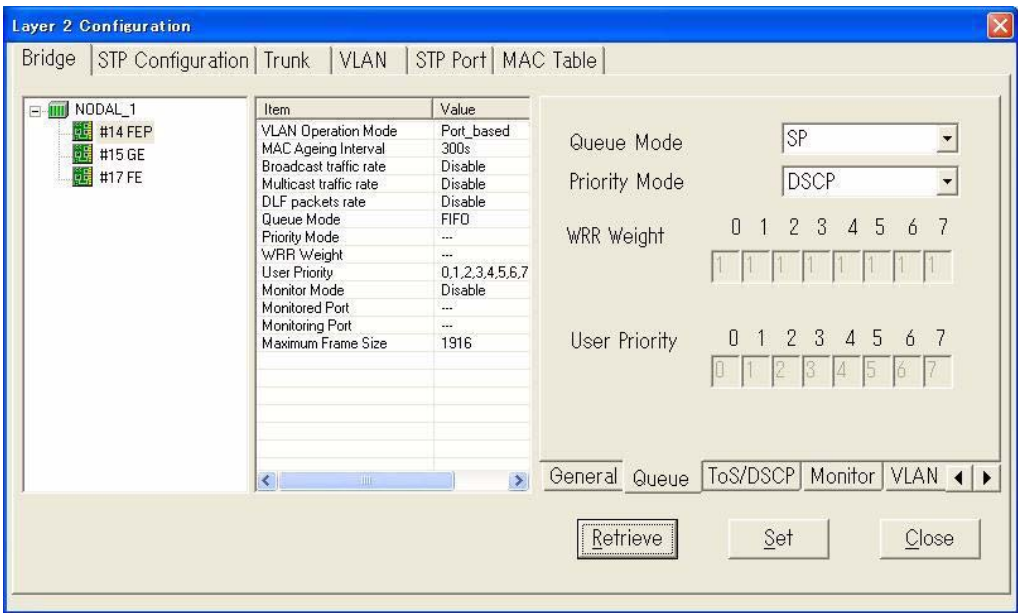 Layer 2 Configuration
Bridge STP Configuration Trunk VLAN STP Port MAC Table
NODAL_1
#14 FEP
#15 GE
#17 FE
Item Value
VLAN Operation Mode Port_based
MAC Ageing Interval 300s
Broadcast traffic rate Disable
Multicast traffic rate Disable
DLF packets rate Disable
Queue Mode FIFO
Priority Mode ---
WRR Weight ---
User Priority 0,1,2,3,4,5,6,7
Monitor Mode Disable
Monitored Port ---
Monitoring Port ---
Maximum Frame Size 1916
Queue Mode SP
Priority Mode DSCP
WRR Weight 0 1 2 3 4 5 6 7
1 1 1 1 1 1 1 1
User Priority 0 1 2 3 4 5 6 7
0 1 2 3 4 5 6 7
General Queue ToS/DSCP Monitor VLAN
Retrieve Set Close